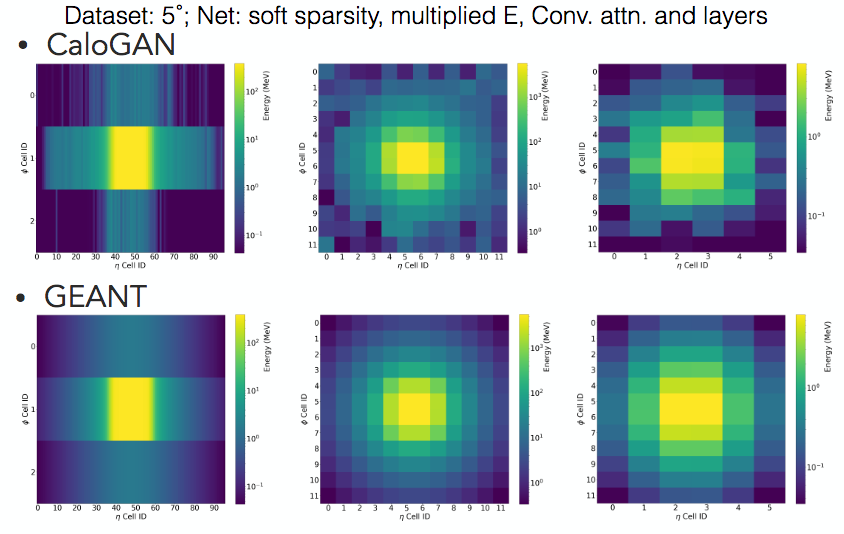 Dataset: 5˚; Net: soft sparsity, multiplied E, Conv. attn. and layers
• CaloGAN
0
1
2
ϕ Cell ID
0 10 20 30 40 50 60 70 80 90
η Cell ID
10²
10¹
10⁰
10⁻¹
Energy (MeV)
0
1
2
3
4
5
6
7
8
9
10
11
ϕ Cell ID
0 1 2 3 4 5 6 7 8 9 10 11
η Cell ID
10³
10²
10¹
10⁰
Energy (MeV)
0
1
2
3
4
5
6
7
8
9
10
11
ϕ Cell ID
0 1 2 3 4 5
η Cell ID
10⁰
10⁻¹
Energy (MeV)
• GEANT
0
1
2
ϕ Cell ID
0 10 20 30 40 50 60 70 80 90
η Cell ID
10²
10¹
10⁰
10⁻¹
Energy (MeV)
0
1
2
3
4
5
6
7
8
9
10
11
ϕ Cell ID
0 1 2 3 4 5 6 7 8 9 10 11
η Cell ID
10³
10²
10¹
10⁰
Energy (MeV)
0
1
2
3
4
5
6
7
8
9
10
11
ϕ Cell ID
0 1 2 3 4 5
η Cell ID
10⁰
10⁻¹
Energy (MeV)